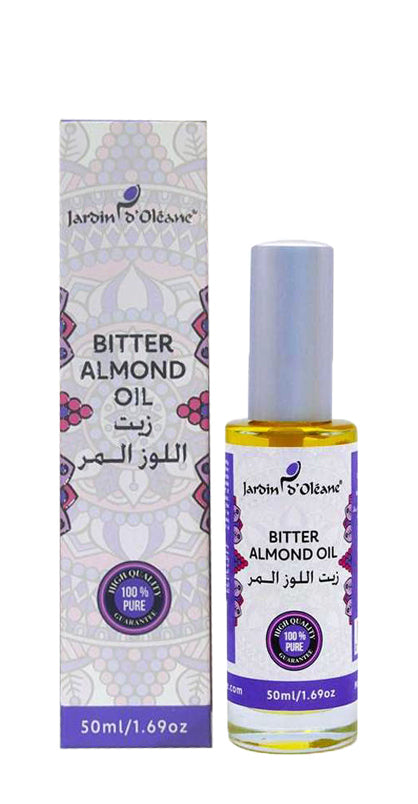 Jardin d'Oléane
BITTER
ALMOND
OIL
زيت
اللوز المر
HIGH QUALITY
100 %
PURE
GUARANTEE
50ml/1.69oz
Jardin d'Oléane
BITTER
ALMOND OIL
زيت اللوز المر
HIGH QUALITY
100 %
PURE
GUARANTEE
.com
50ml/1.69oz